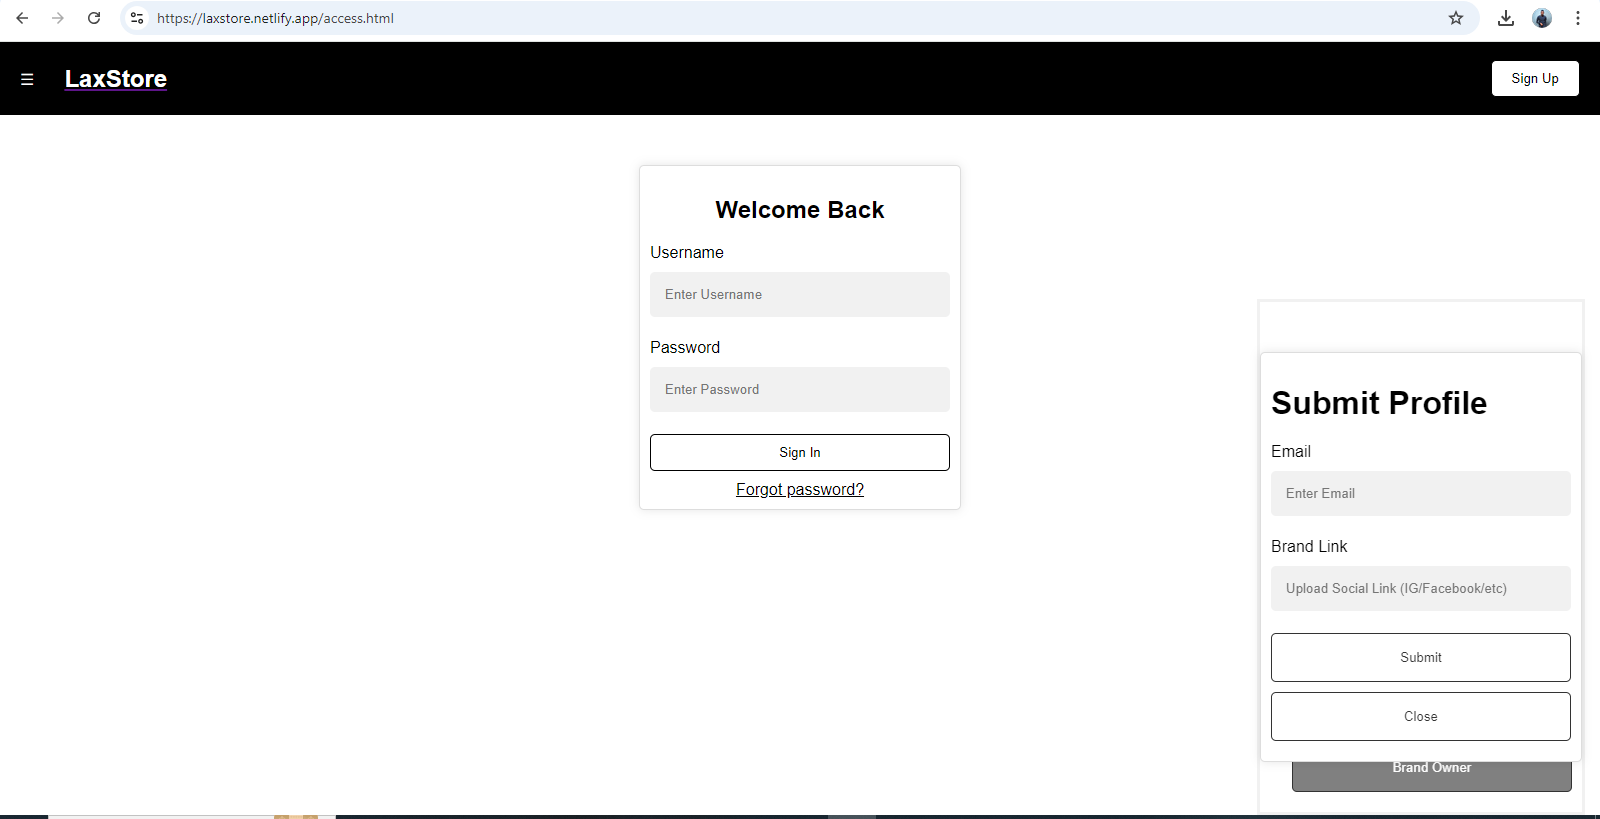 https://laxstore.netlify.app/access.html
☰ LaxStore
Sign Up
Welcome Back
Username
Enter Username
Password
Enter Password
Sign In
Forgot password?
Submit Profile
Email
Enter Email
Brand Link
Upload Social Link (IG/Facebook/etc)
Submit
Close
Brand Owner